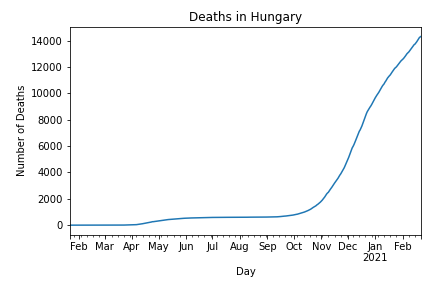 Deaths in Hungary
Number of Deaths
14000
12000
10000
8000
6000
4000
2000
0
Feb Mar Apr May Jun Jul Aug Sep Oct Nov Dec Jan Feb
2021
Day